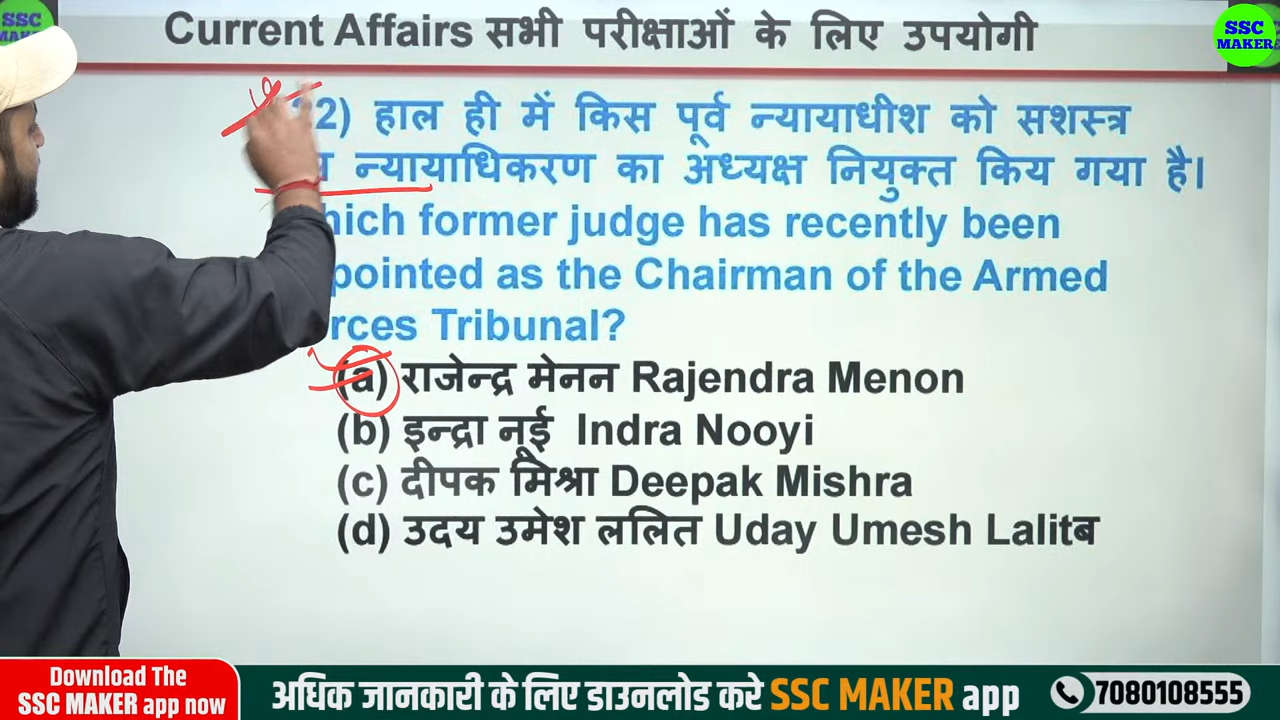 SSC
Current Affairs सभी परीक्षाओं के लिए उपयोगी
SSC
MAKER
2) हाल ही में किस पूर्व न्यायाधीश को सशस्त्र
न्यायाधिकरण का अध्यक्ष नियुक्त किय गया है।
hich former judge has recently been
pointed as the Chairman of the Armed
rces Tribunal?
(a) राजेन्द्र मेनन Rajendra Menon
(b) इन्द्रा नूई Indra Nooyi
(c) दीपक मिश्रा Deepak Mishra
(d) उदय उमेश ललित Uday Umesh Lalitब
Download The
SSC MAKER app now
अधिक जानकारी के लिए डाउनलोड करे SSC MAKER app
7080108555